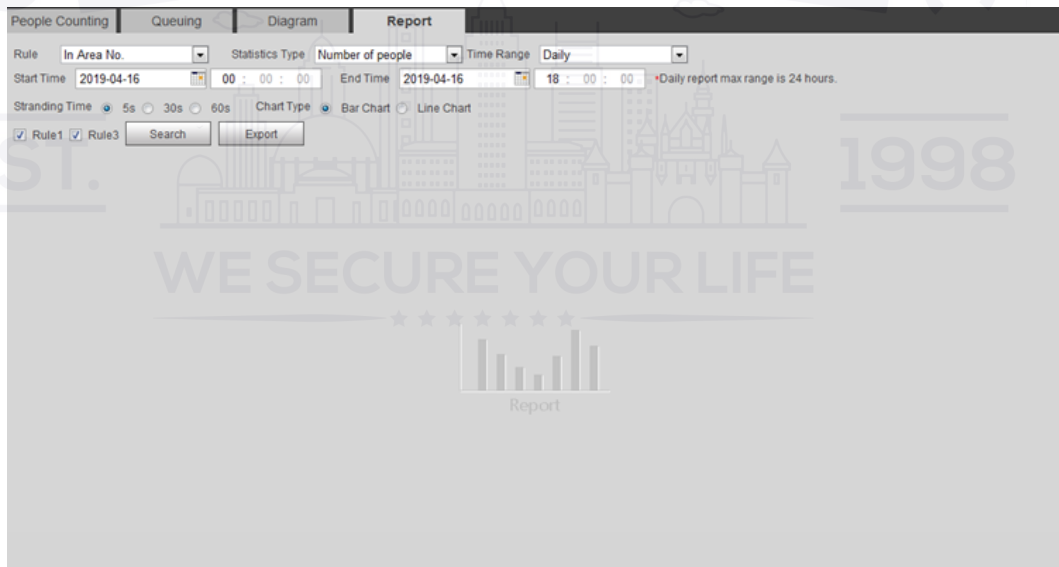 People Counting Queuing Diagram Report
Rule In Area No. Statistics Type Number of people Time Range Daily
Start Time 2019-04-16 00 : 00 : 00 End Time 2019-04-16 18 : 00 : 00 *Daily report max range is 24 hours.
Stranding Time 5s 30s 60s Chart Type Bar Chart Line Chart
Rule1 Rule3 Search Export
ST. 1998
WE SECURE YOUR LIFE
Report